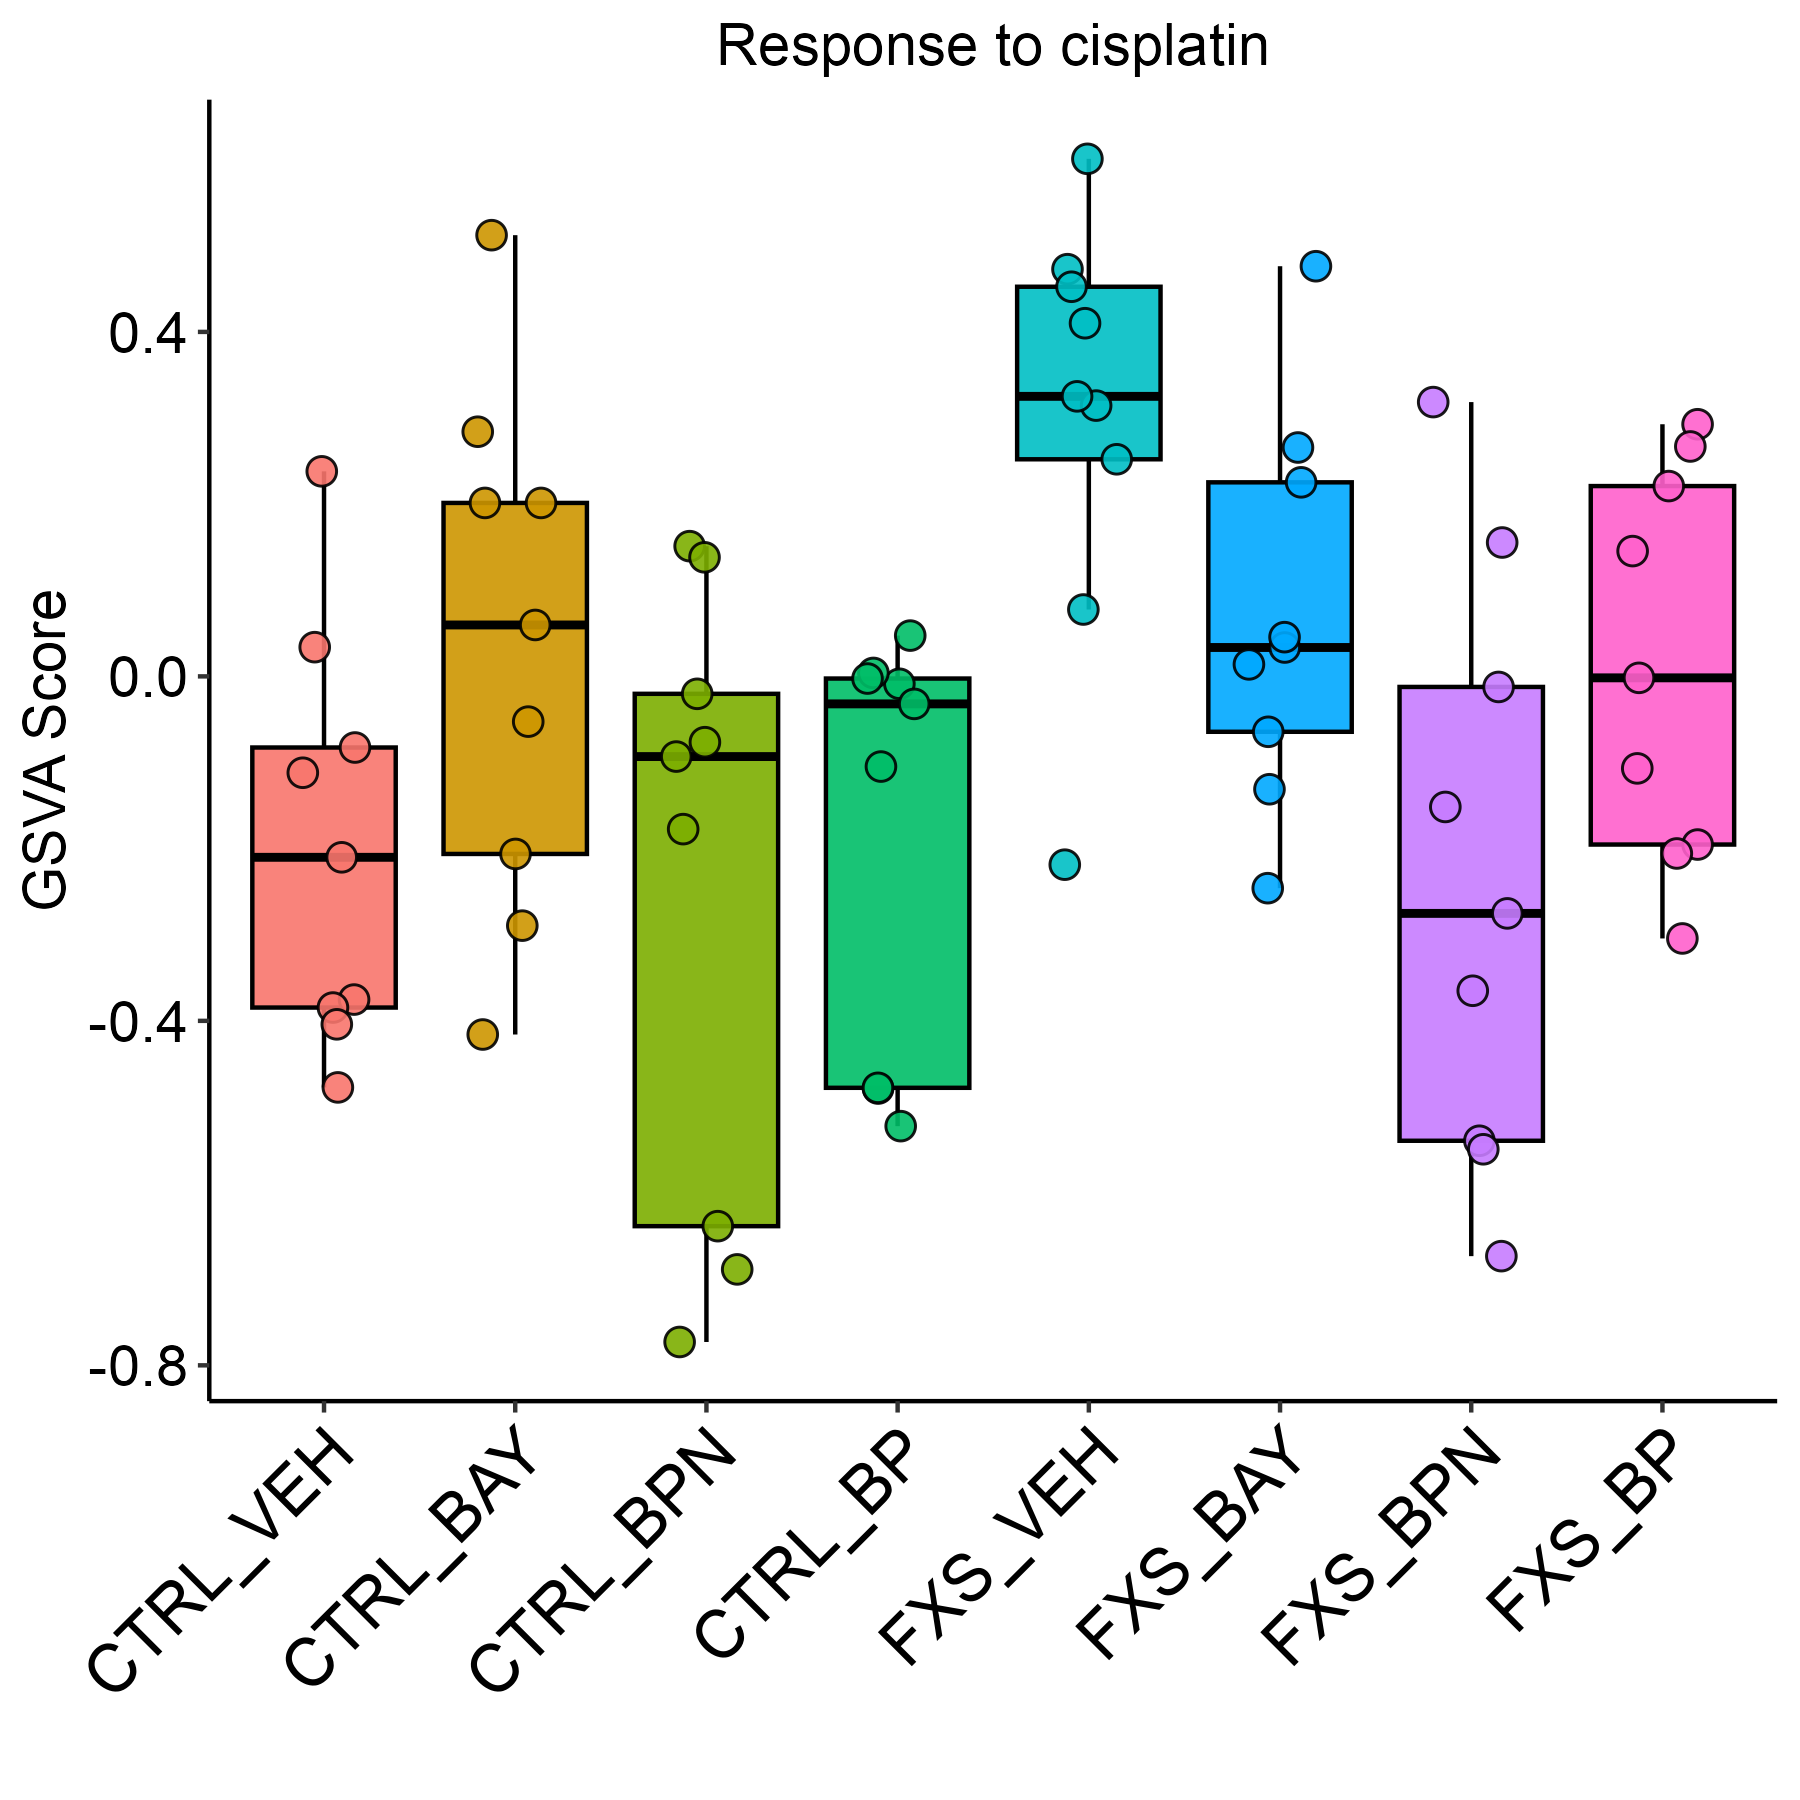 Response to cisplatin
GSVA Score
0.4
0.0
-0.4
-0.8
CTRL_VEH
CTRL_BAY
CTRL_BPN
CTRL_BP
FXS_VEH
FXS_BAY
FXS_BPN
FXS_BP